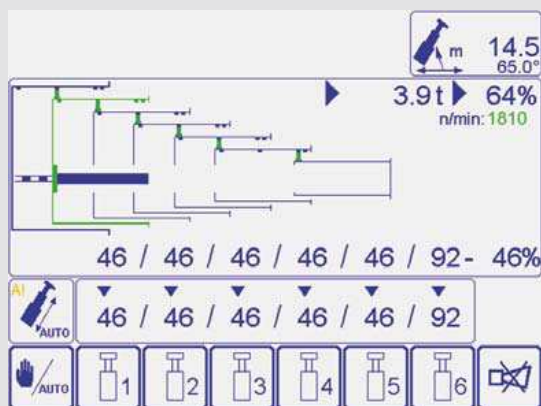 m 14.5
65.0°
3.9t 64%
n/min: 1810
46 / 46 / 46 / 46 / 46 / 92- 46%
A)
AUTO
46 / 46 / 46 / 46 / 46 / 92
/AUTO
1
2
3
4
5
6